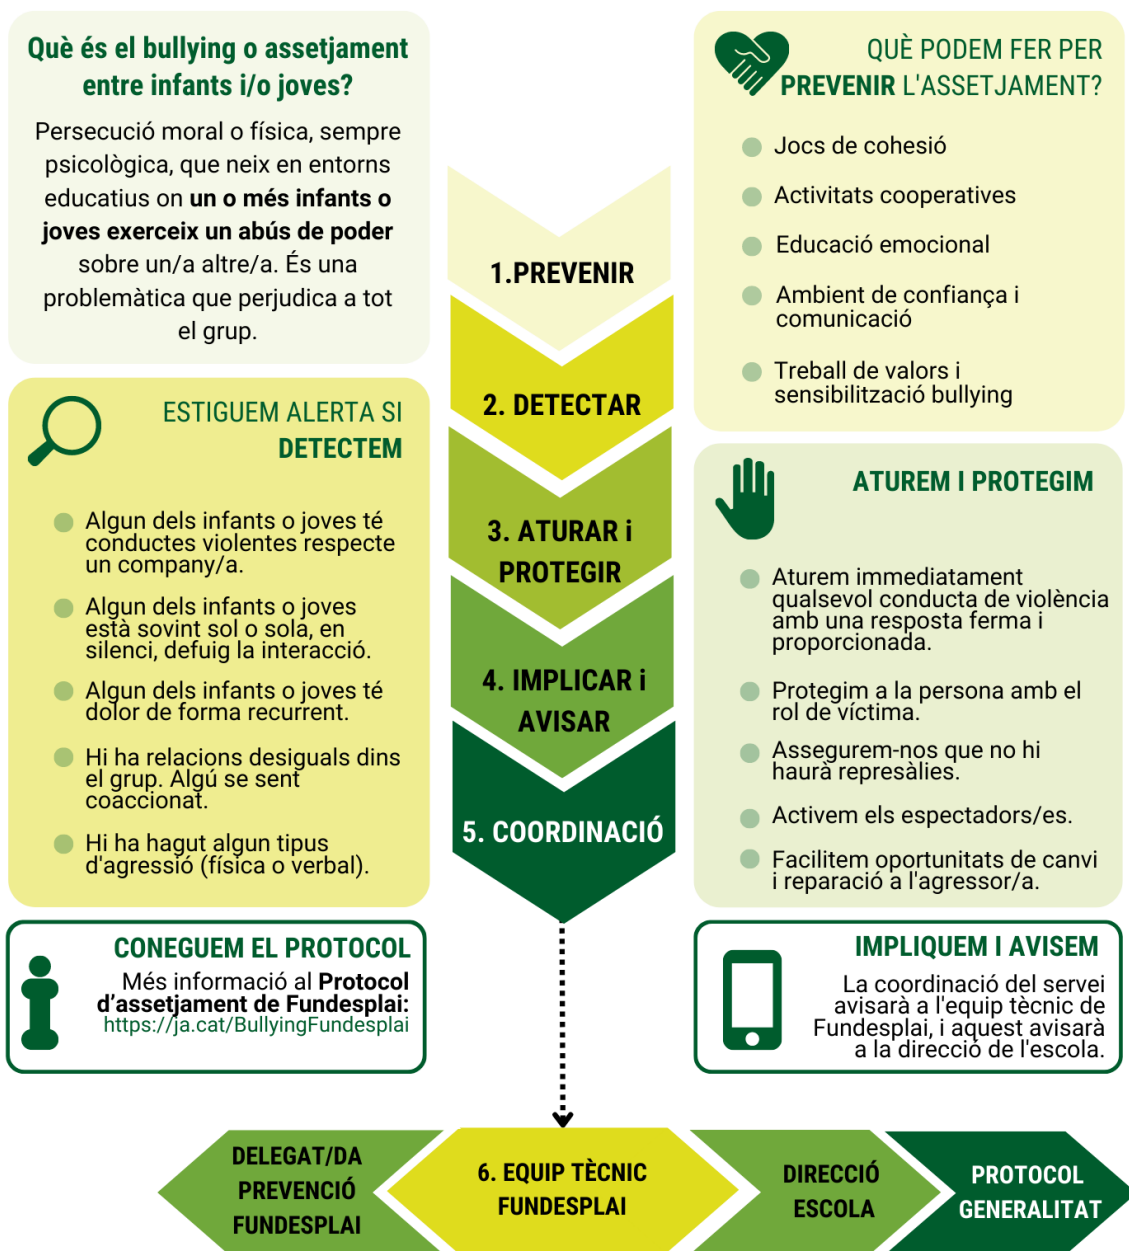 Què és el bullying o assetjament
entre infants i/o joves?
Persecució moral o física, sempre
psicològica, que neix en entorns
educatius on un o més infants o
joves exerceix un abús de poder
sobre un/a altre/a. És una
problemàtica que perjudica a tot
el grup.
QUÈ PODEM FER PER
PREVENIR L'ASSETJAMENT?
Jocs de cohesió
Activitats cooperatives
Educació emocional
Ambient de confiança i
comunicació
Treball de valors i
sensibilització bullying
1.PREVENIR
2. DETECTAR
3. ATURAR i
PROTEGIR
4. IMPLICAR i
AVISAR
5. COORDINACIÓ
ESTIGUEM ALERTA SI
DETECTEM
Algun dels infants o joves té
conductes violentes respecte
un company/a.
Algun dels infants o joves
està sovint sol o sola, en
silenci, defuig la interacció.
Algun dels infants o joves té
dolor de forma recurrent.
Hi ha relacions desiguals dins
el grup. Algú se sent
coaccionat.
Hi ha hagut algun tipus
d'agressió (física o verbal).
ATUREM I PROTEGIM
Aturem immediatament
qualsevol conducta de violència
amb una resposta ferma i
proporcionada.
Protegim a la persona amb el
rol de víctima.
Assegurem-nos que no hi
haurà represàlies.
Activem els espectadors/es.
Facilitem oportunitats de canvi
i reparació a l'agressor/a.
CONEGUEM EL PROTOCOL
Més informació al Protocol
d'assetjament de Fundesplai:
https://ja.cat/BullyingFundesplai
IMPLIQUEM I AVISEM
La coordinació del servei
avisarà a l'equip tècnic de
Fundesplai, i aquest avisarà
a la direcció de l'escola.
DELEGAT/DA
PREVENCIÓ
FUNDESPLAI
6. EQUIP TÈCNIC
FUNDESPLAI
DIRECCIÓ
ESCOLA
PROTOCOL
GENERALITAT